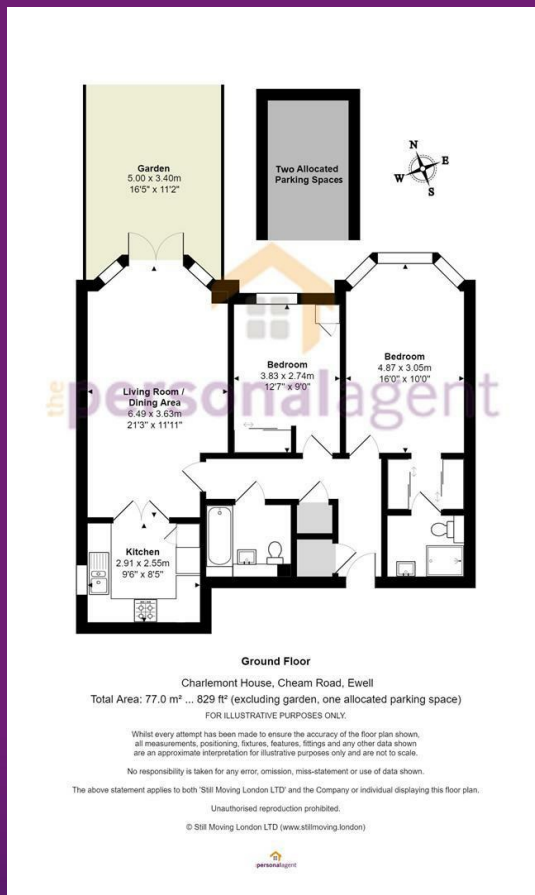 Garden
5.00 x 3.40m
16'5" x 11'2"
Two Allocated
Parking Spaces
N
E
W
S
Bedroom
3.83 x 2.74m
12'7" x 9'0"
Bedroom
4.87 x 3.05m
16'0" x 10'0"
Living Room /
Dining Area
6.49 x 3.63m
21'3" x 11'11"
the personalagent
Kitchen
2.91 x 2.55m
9'6" x 8'5"
Ground Floor
Charlemont House, Cheam Road, Ewell
Total Area: 77.0 m² ... 829 ft² (excluding garden, one allocated parking space)
FOR ILLUSTRATIVE PURPOSES ONLY.
Whilst every attempt has been made to ensure the accuracy of the floor plan shown,
all measurements, positioning, fixtures, features, fittings and any other data shown
are an approximate interpretation for illustrative purposes only and are not to scale.
No responsibility is taken for any error, omission, miss-statement or use of data shown.
The above statement applies to both 'Still Moving London LTD' and the Company or individual displaying this floor plan.
Unauthorised reproduction prohibited.
© Still Moving London LTD (www.stillmoving.london)
personalagent